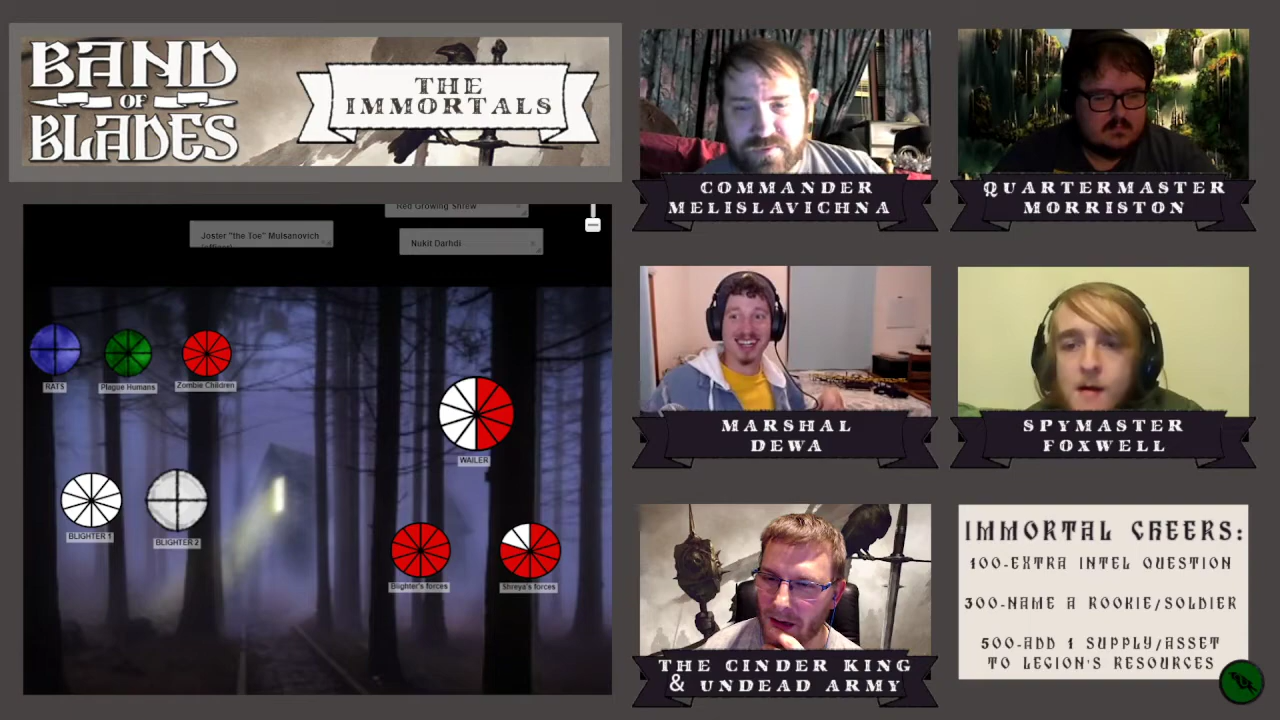 BAND
OF
BLADES
THE
IMMORTALS
COMMANDER
MELISLAVICHNA
QUARTERMASTER
MORRISTON
Red Growing Shrew
Joster "the Toe" Mulsanovich
(officer)
Nukit Darhdi
RATS
Plague Humans
Zombie Children
WAILER
BLIGHTER 1
BLIGHTER 2
Blighter's forces
Shreya's forces
MARSHAL
DEWA
SPYMASTER
FOXWELL
THE CINDER KING
& UNDEAD ARMY
IMMORTAL CHEERS:
100-EXTRA INTEL QUESTION
300-NAME A ROOKIE/SOLDIER
500-ADD 1 SUPPLY/ASSET
TO LEGION'S RESOURCES